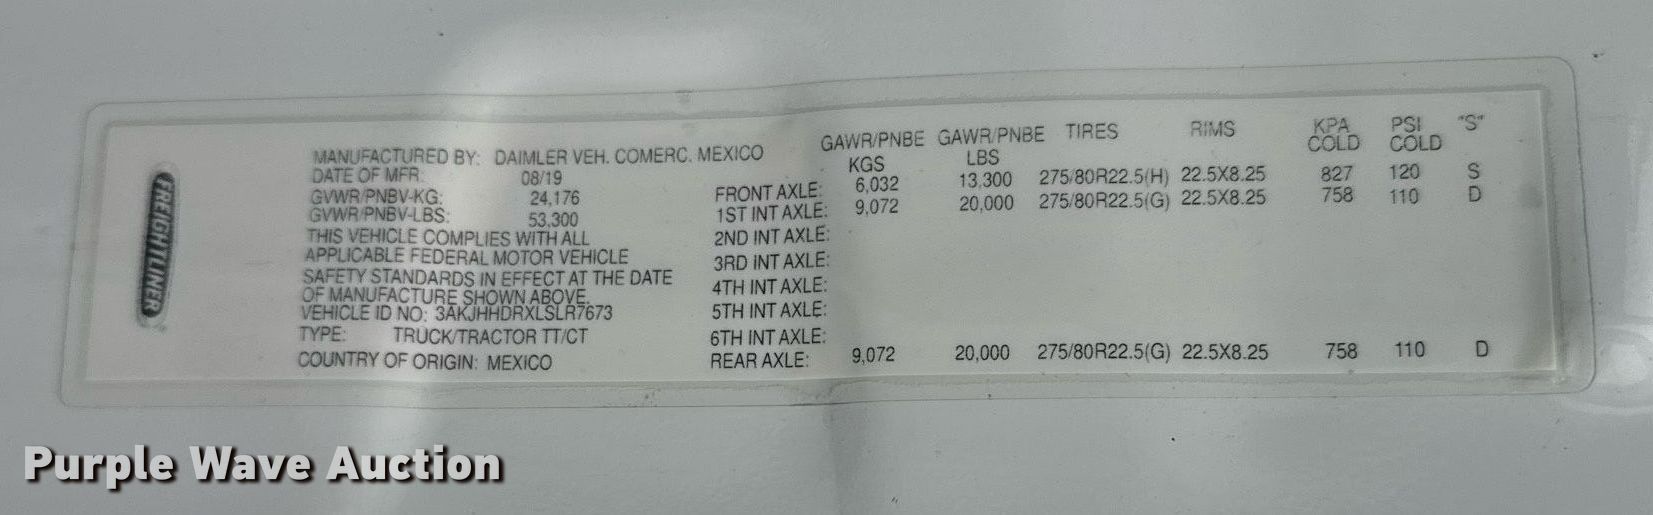 FREIGHTLINER
MANUFACTURED BY: DAIMLER VEH. COMERC. MEXICO
DATE OF MFR: 08/19
GVWR/PNBV-KG: 24,176
GVWR/PNBV-LBS: 53,300
THIS VEHICLE COMPLIES WITH ALL
APPLICABLE FEDERAL MOTOR VEHICLE
SAFETY STANDARDS IN EFFECT AT THE DATE
OF MANUFACTURE SHOWN ABOVE.
VEHICLE ID NO: 3AKJHHDRXLSLR7673
TYPE: TRUCK/TRACTOR TT/CT
COUNTRY OF ORIGIN: MEXICO
GAWR/PNBE GAWR/PNBE TIRES RIMS KPA PSI "S"
KGS LBS COLD COLD
FRONT AXLE: 6,032 13,300 275/80R22.5(H) 22.5X8.25 827 120 S
1ST INT AXLE: 9,072 20,000 275/80R22.5(G) 22.5X8.25 758 110 D
2ND INT AXLE:
3RD INT AXLE:
4TH INT AXLE:
5TH INT AXLE:
6TH INT AXLE:
REAR AXLE: 9,072 20,000 275/80R22.5(G) 22.5X8.25 758 110 D
Purple Wave Auction